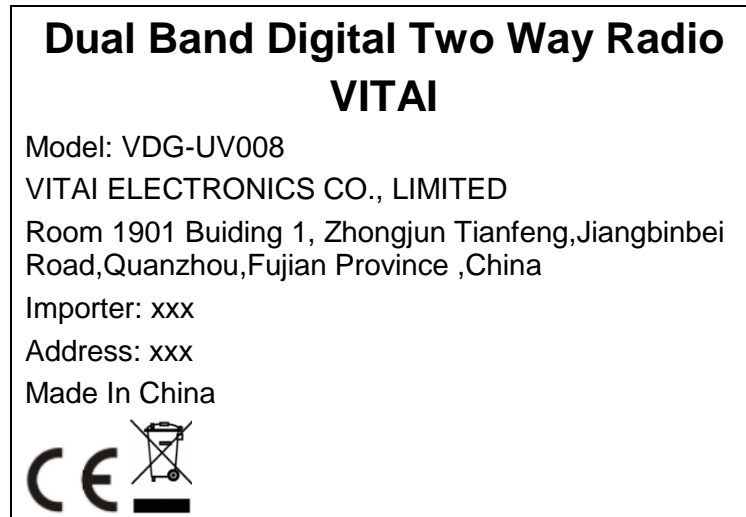 Dual Band Digital Two Way Radio
VITAI
Model: VDG-UV008
VITAI ELECTRONICS CO., LIMITED
Room 1901 Buiding 1, Zhongjun Tianfeng,Jiangbinbei
Road,Quanzhou,Fujian Province ,China
Importer: xxx
Address: xxx
Made In China
CE